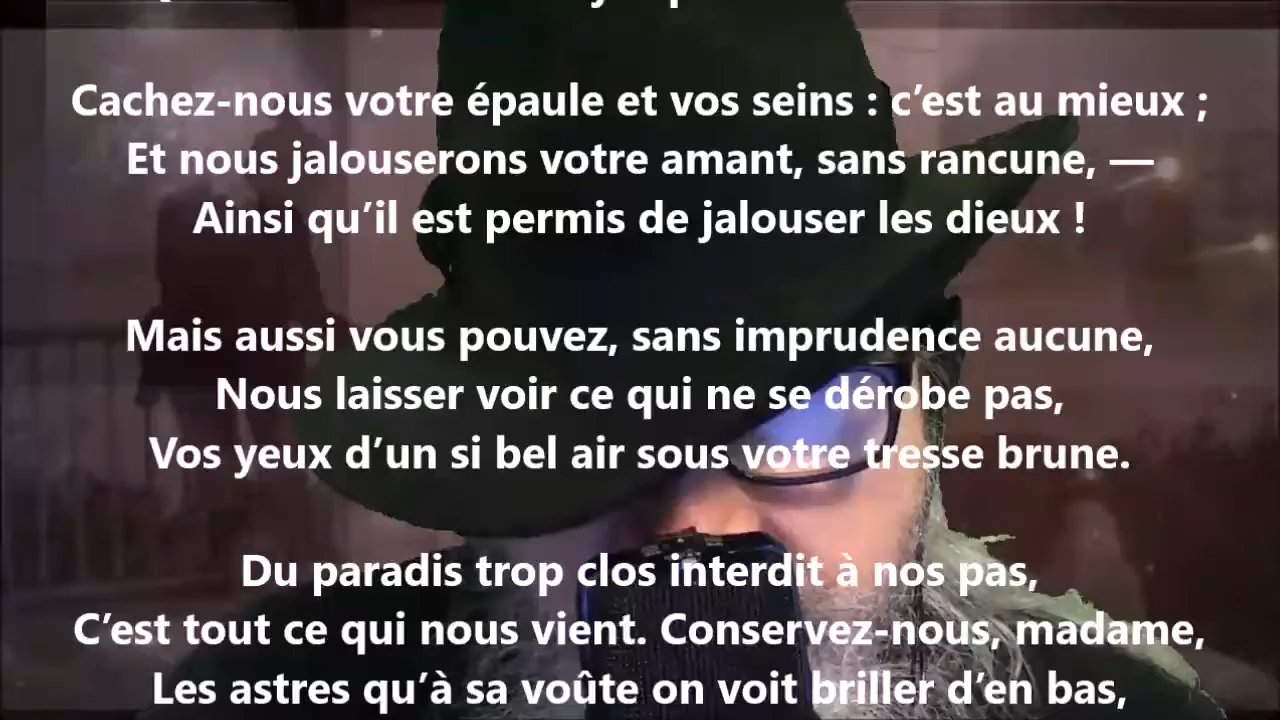 Cachez-nous votre épaule et vos seins : c’est au mieux ;
Et nous jalouserons votre amant, sans rancune, —
Ainsi qu’il est permis de jalouser les dieux !
Mais aussi vous pouvez, sans imprudence aucune,
Nous laisser voir ce qui ne se dérobe pas,
Vos yeux d’un si bel air sous votre tresse brune.
Du paradis trop clos interdit à nos pas,
C’est tout ce qui nous vient. Conservez-nous, madame,
Les astres qu’à sa voûte on voit briller d’en bas,